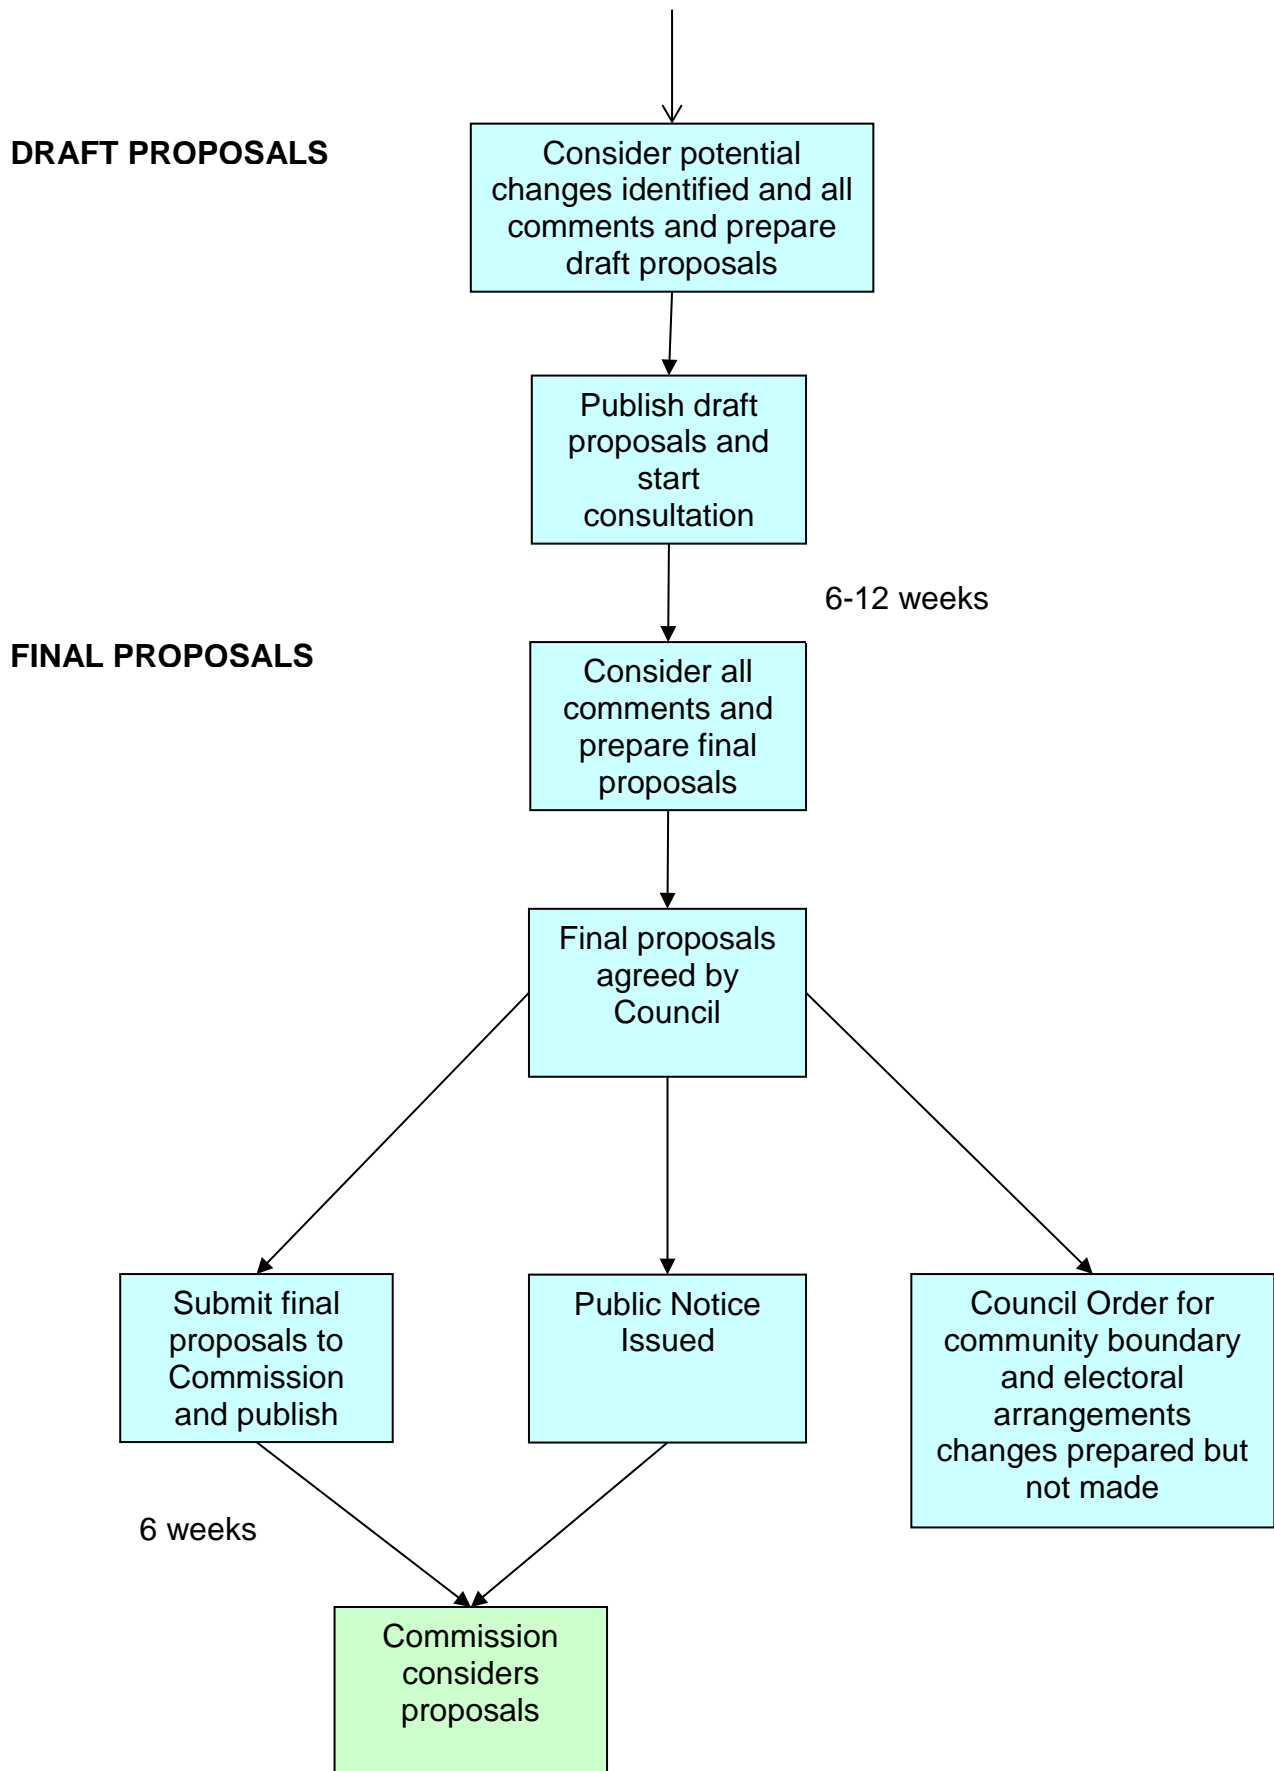 DRAFT PROPOSALS
Consider potential
changes identified and all
comments and prepare
draft proposals
Publish draft
proposals and
start
consultation
6-12 weeks
FINAL PROPOSALS
Consider all
comments and
prepare final
proposals
Final proposals
agreed by
Council
Submit final
proposals to
Commission
and publish
Public Notice
Issued
Council Order for
community boundary
and electoral
arrangements
changes prepared but
not made
6 weeks
Commission
considers
proposals